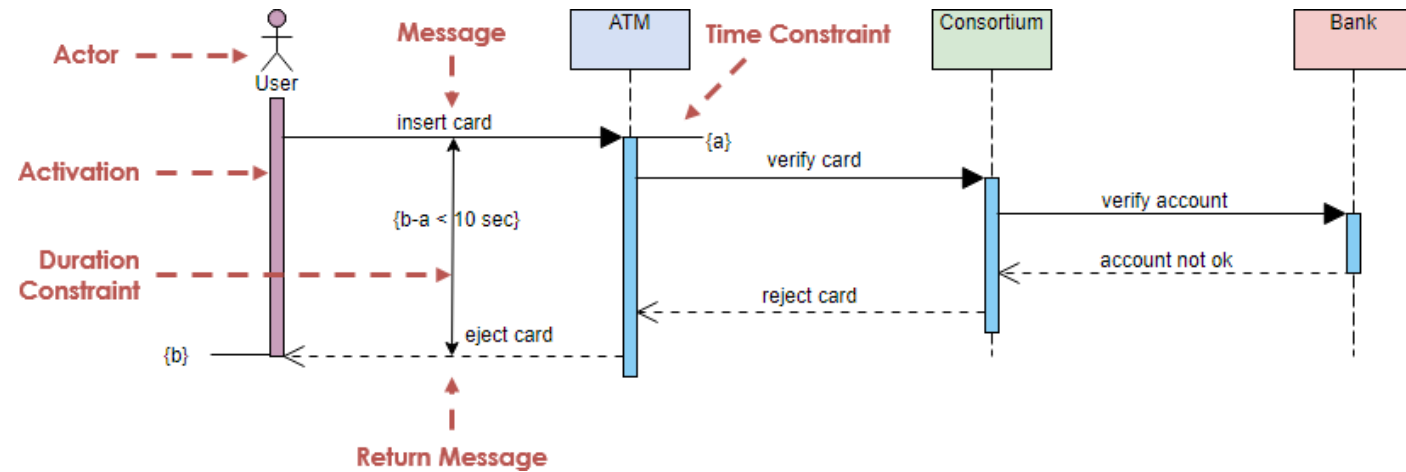 Actor
User
Message
ATM
Time Constraint
Consortium
Bank
insert card
{a}
verify card
Activation
verify account
{b-a < 10 sec}
Duration
Constraint
account not ok
reject card
eject card
{b}
Return Message